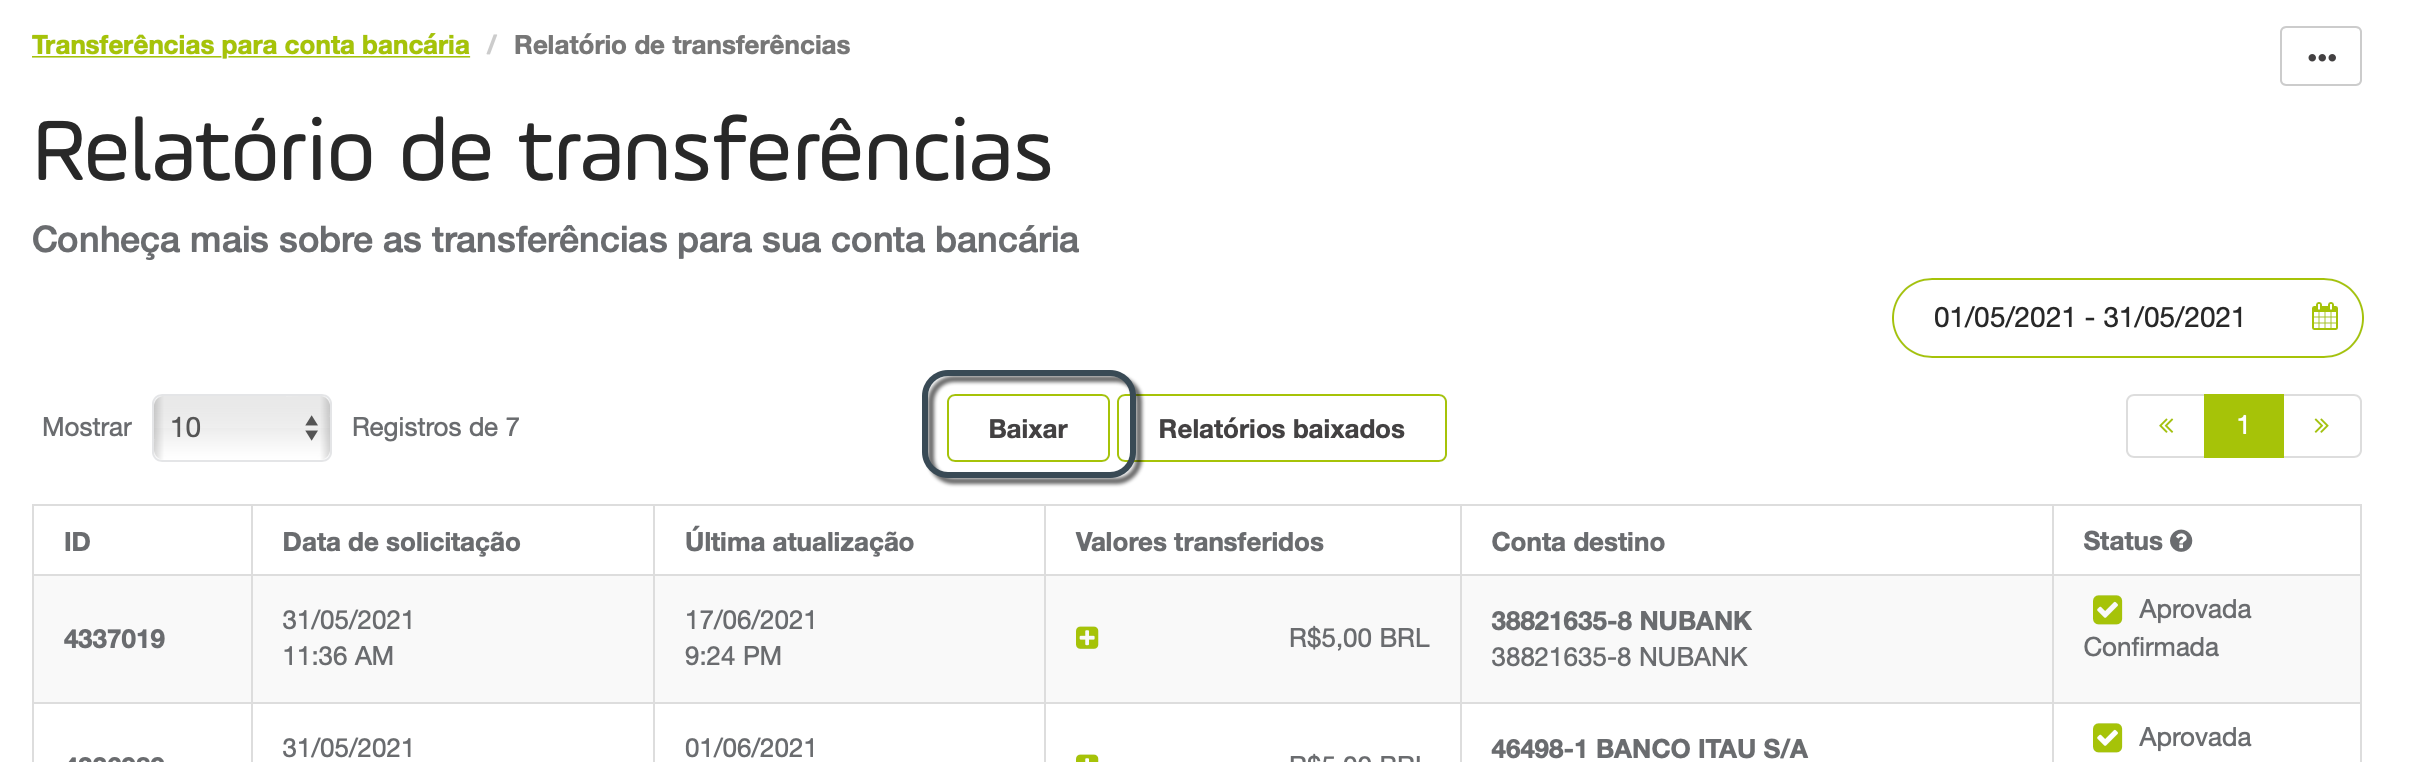 Transferências para conta bancária / Relatório de transferências
•••
Relatório de transferências
Conheça mais sobre as transferências para sua conta bancária
01/05/2021 - 31/05/2021
Mostrar 10 Registros de 7 Baixar Relatórios baixados « 1 »
ID Data de solicitação Última atualização Valores transferidos Conta destino Status ?
4337019 31/05/2021 11:36 AM 17/06/2021 9:24 PM R$5,00 BRL 38821635-8 NUBANK 38821635-8 NUBANK Aprovada Confirmada
31/05/2021 01/06/2021 R$5,00 BRL 46498-1 BANCO ITAU S/A Aprovada